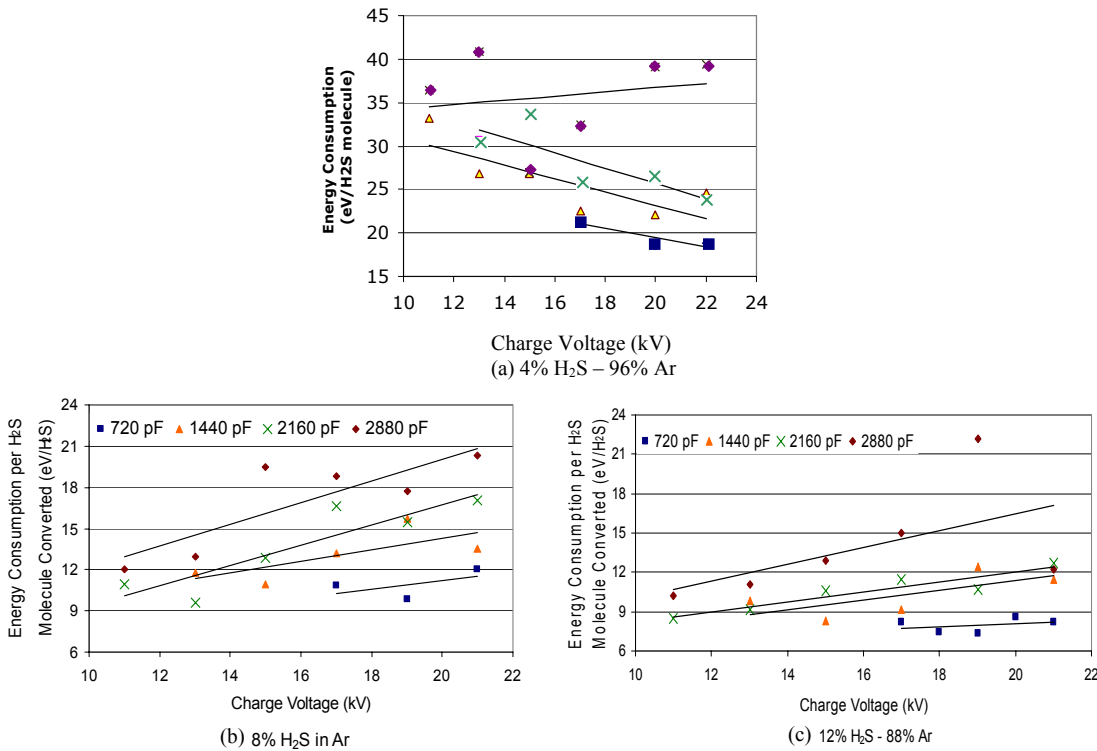 45
40
35
30
25
20
15
Energy Consumption
(eV/H2S molecule)
10 12 14 16 18 20 22 24
Charge Voltage (kV)
(a) 4% H₂S – 96% Ar
24
21
18
15
12
9
6
Energy Consumption per H₂S
Molecule Converted (eV/H₂S)
720 pF 1440 pF 2160 pF 2880 pF
10 12 14 16 18 20 22
Charge Voltage (kV)
(b) 8% H₂S in Ar
24
21
18
15
12
9
6
Energy Consumption per H₂S
Molecule Converted (eV/H₂S)
720 pF 1440 pF 2160 pF 2880 pF
10 12 14 16 18 20 22
Charge Voltage (kV)
(c) 12% H₂S - 88% Ar